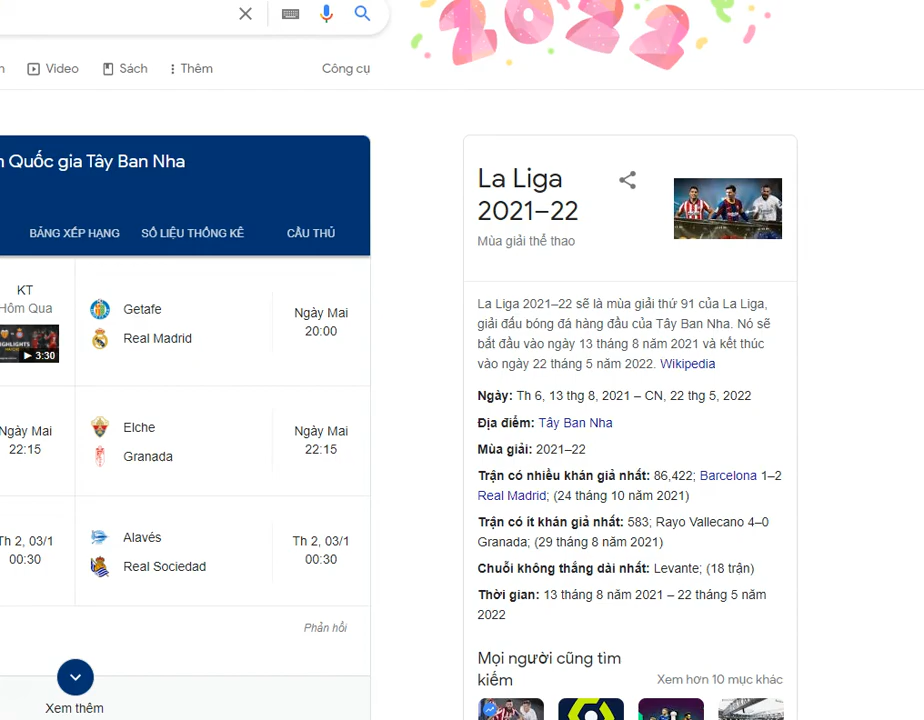 2022
Video Sách Thêm Công cụ
Quốc gia Tây Ban Nha
BẢNG XẾP HẠNG SỐ LIỆU THỐNG KÊ CẦU THỦ
KT
Hôm Qua
HIGHLIGHTS
3:30
Getafe
Real Madrid
Ngày Mai
20:00
Ngày Mai
22:15
Elche
Granada
Ngày Mai
22:15
Th 2, 03/1
00:30
Alavés
Real Sociedad
Th 2, 03/1
00:30
Phản hồi
Xem thêm
La Liga
2021–22
Mùa giải thể thao
La Liga 2021–22 sẽ là mùa giải thứ 91 của La Liga,
giải đấu bóng đá hàng đầu của Tây Ban Nha. Nó sẽ
bắt đầu vào ngày 13 tháng 8 năm 2021 và kết thúc
vào ngày 22 tháng 5 năm 2022. Wikipedia
Ngày: Th 6, 13 thg 8, 2021 – CN, 22 thg 5, 2022
Địa điểm: Tây Ban Nha
Mùa giải: 2021–22
Trận có nhiều khán giả nhất: 86,422; Barcelona 1–2
Real Madrid; (24 tháng 10 năm 2021)
Trận có ít khán giả nhất: 583; Rayo Vallecano 4–0
Granada; (29 tháng 8 năm 2021)
Chuỗi không thắng dài nhất: Levante; (18 trận)
Thời gian: 13 tháng 8 năm 2021 – 22 tháng 5 năm
2022
Mọi người cũng tìm
kiếm
Xem hơn 10 mục khác